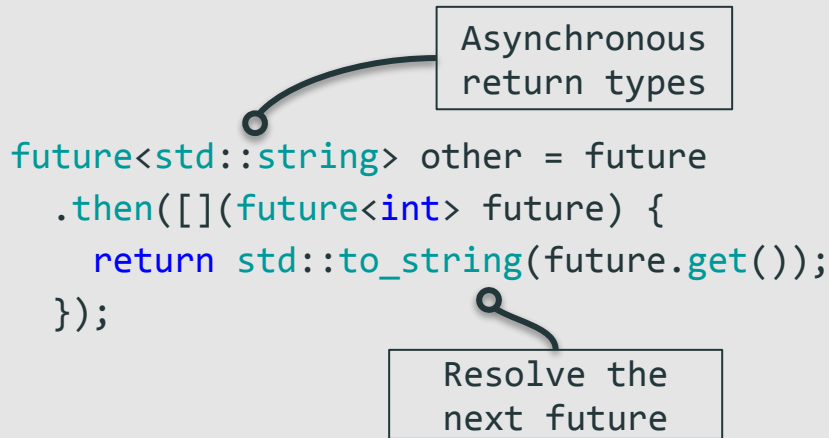 Asynchronous
return types
future<std::string> other = future
.then([](future<int> future) {
return std::to_string(future.get());
});
Resolve the
next future